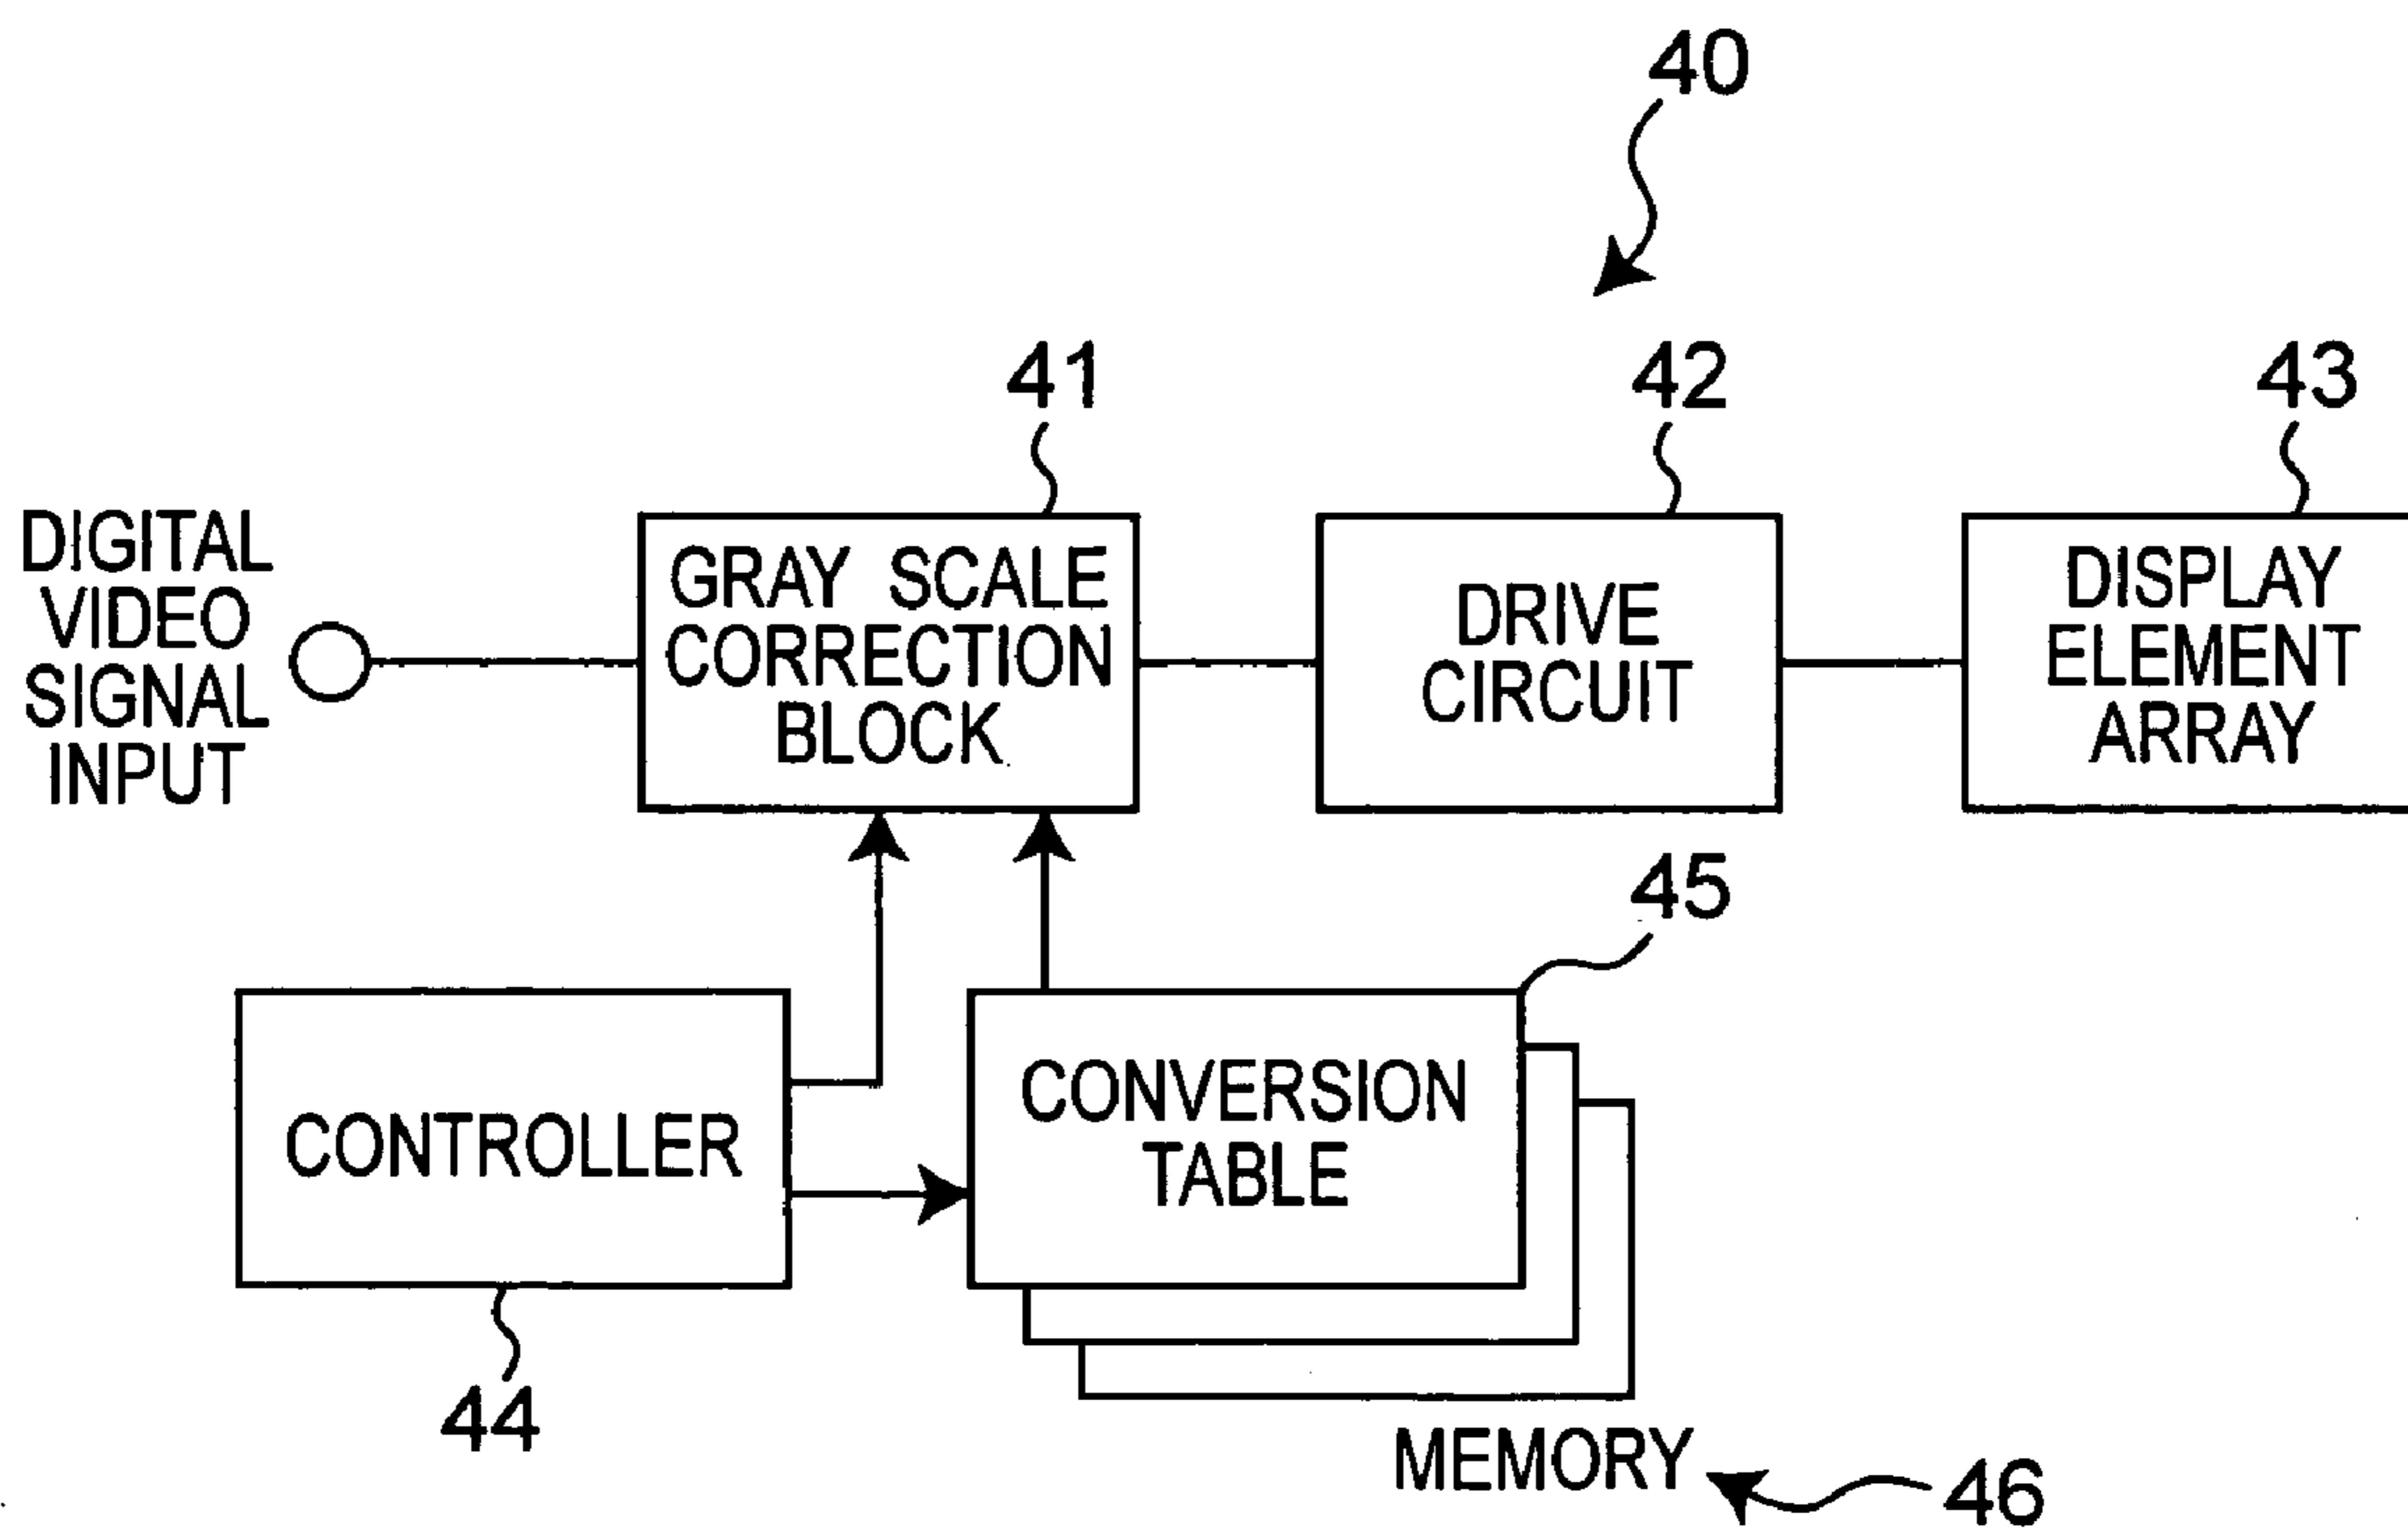 40
41
42
43
DIGITAL
VIDEO
SIGNAL
INPUT
GRAY SCALE
CORRECTION
BLOCK
DRIVE
CIRCUIT
DISPLAY
ELEMENT
ARRAY
45
CONTROLLER
CONVERSION
TABLE
44
MEMORY
46